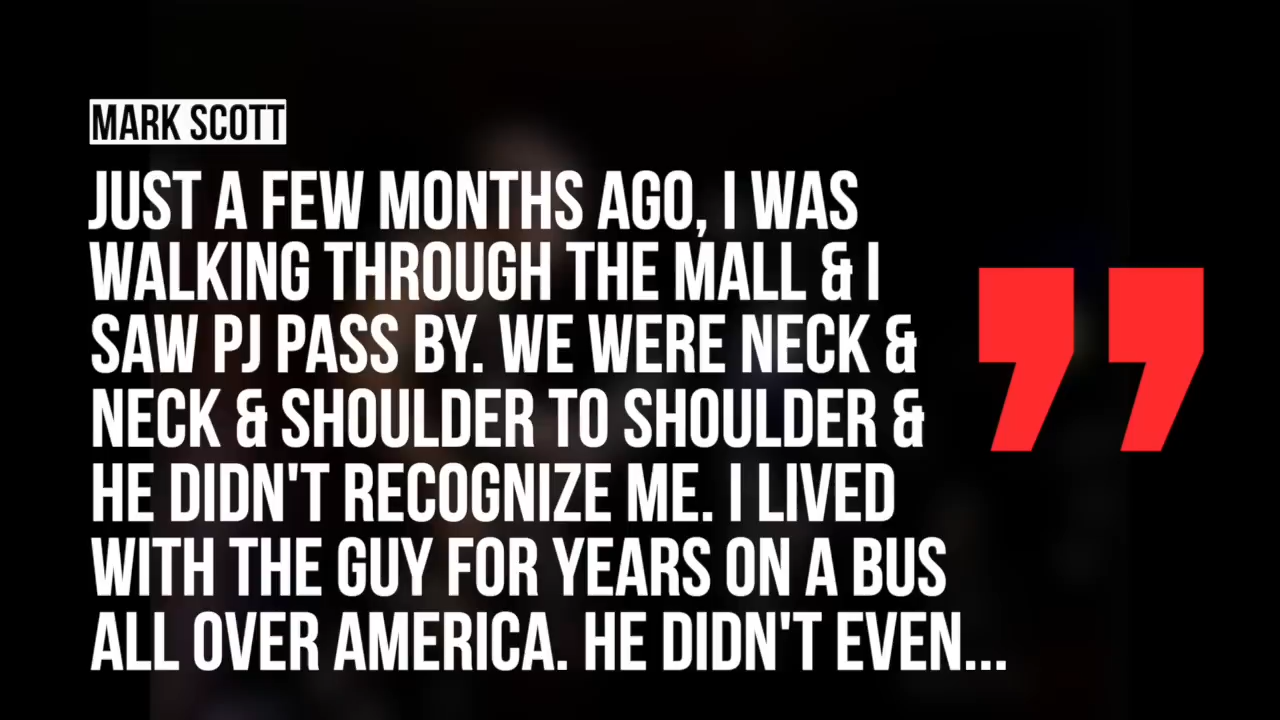 MARK SCOTT
JUST A FEW MONTHS AGO, I WAS
WALKING THROUGH THE MALL & I
SAW PJ PASS BY. WE WERE NECK &
NECK & SHOULDER TO SHOULDER &
HE DIDN'T RECOGNIZE ME. I LIVED
WITH THE GUY FOR YEARS ON A BUS
ALL OVER AMERICA. HE DIDN'T EVEN...
”